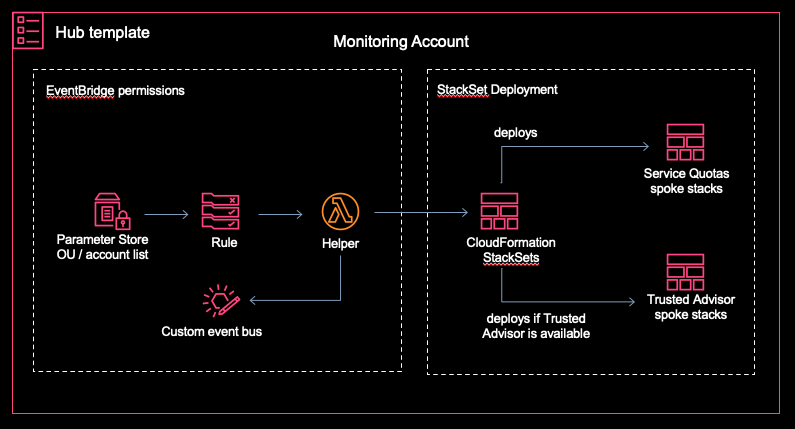 Hub template
Monitoring Account
EventBridge permissions
StackSet Deployment
deploys
Service Quotas
spoke stacks
Parameter Store
OU / account list
Rule
Helper
CloudFormation
StackSets
Custom event bus
deploys if Trusted
Advisor is available
Trusted Advisor
spoke stacks